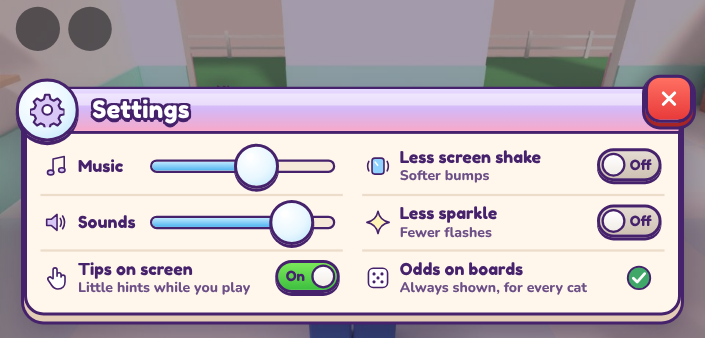 Settings
Music
Sounds
Tips on screen
Little hints while you play
On
Less screen shake
Softer bumps
Off
Less sparkle
Fewer flashes
Off
Odds on boards
Always shown, for every cat